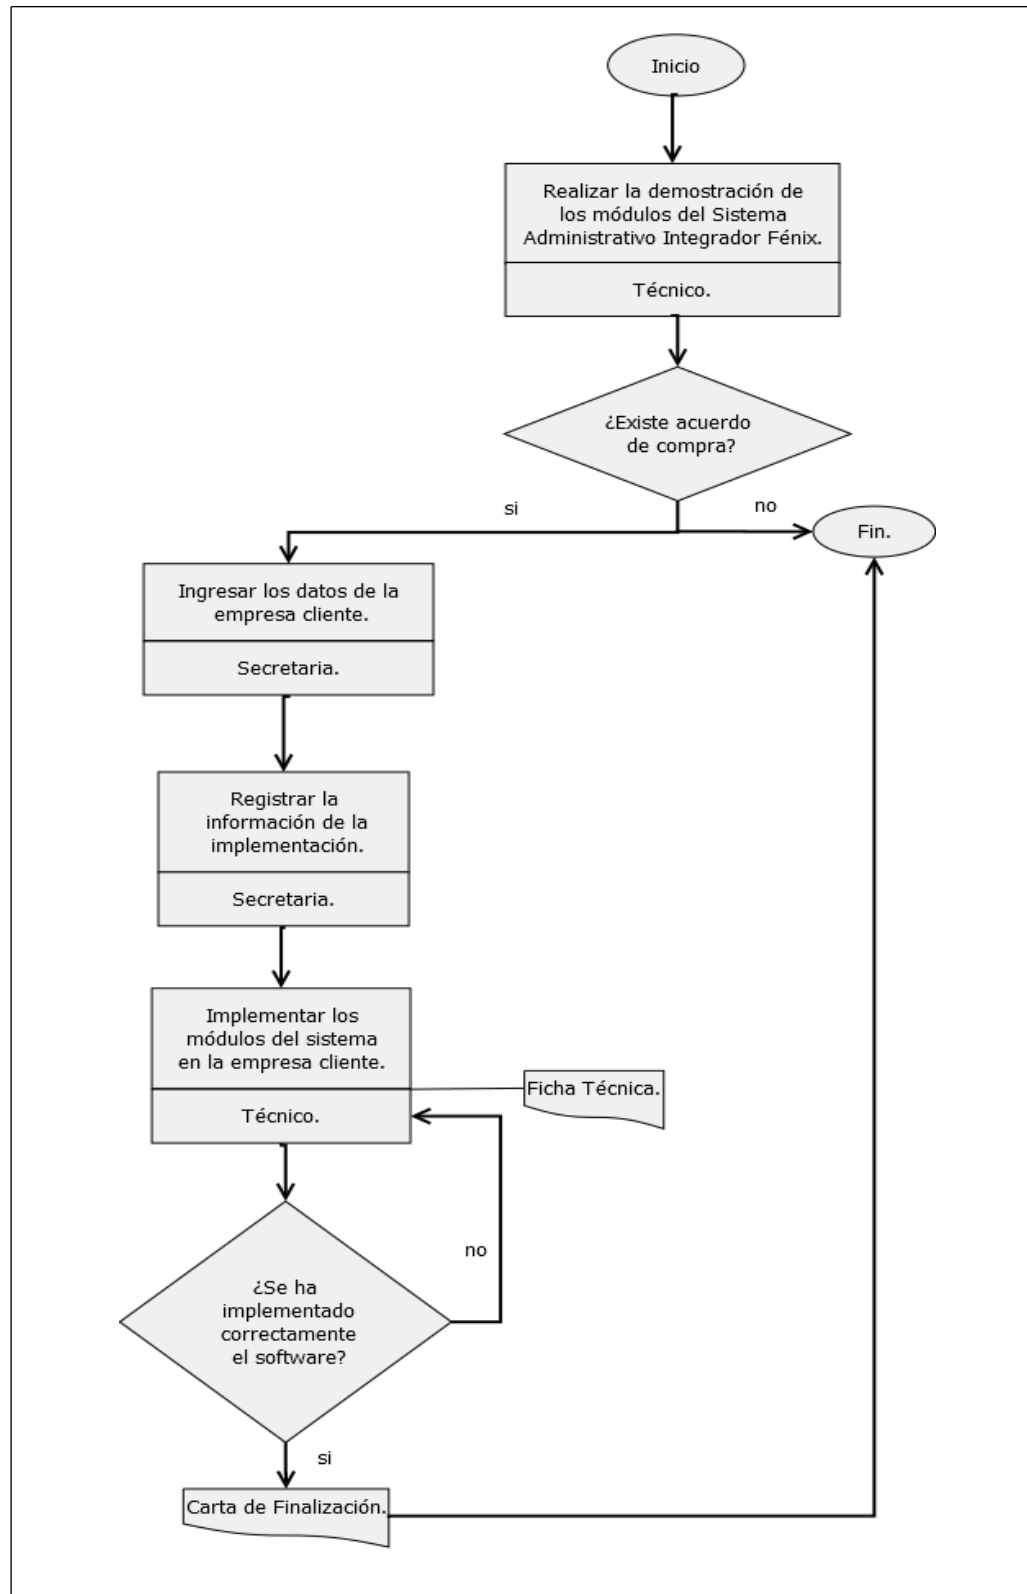 Inicio
Realizar la demostración de
los módulos del Sistema
Administrativo Integrador Fénix.
Técnico.
¿Existe acuerdo
de compra?
si
no
Fin.
Ingresar los datos de la
empresa cliente.
Secretaria.
Registrar la
información de la
implementación.
Secretaria.
Implementar los
módulos del sistema
en la empresa cliente.
Ficha Técnica.
Técnico.
no
¿Se ha
implementado
correctamente
el software?
si
Carta de Finalización.